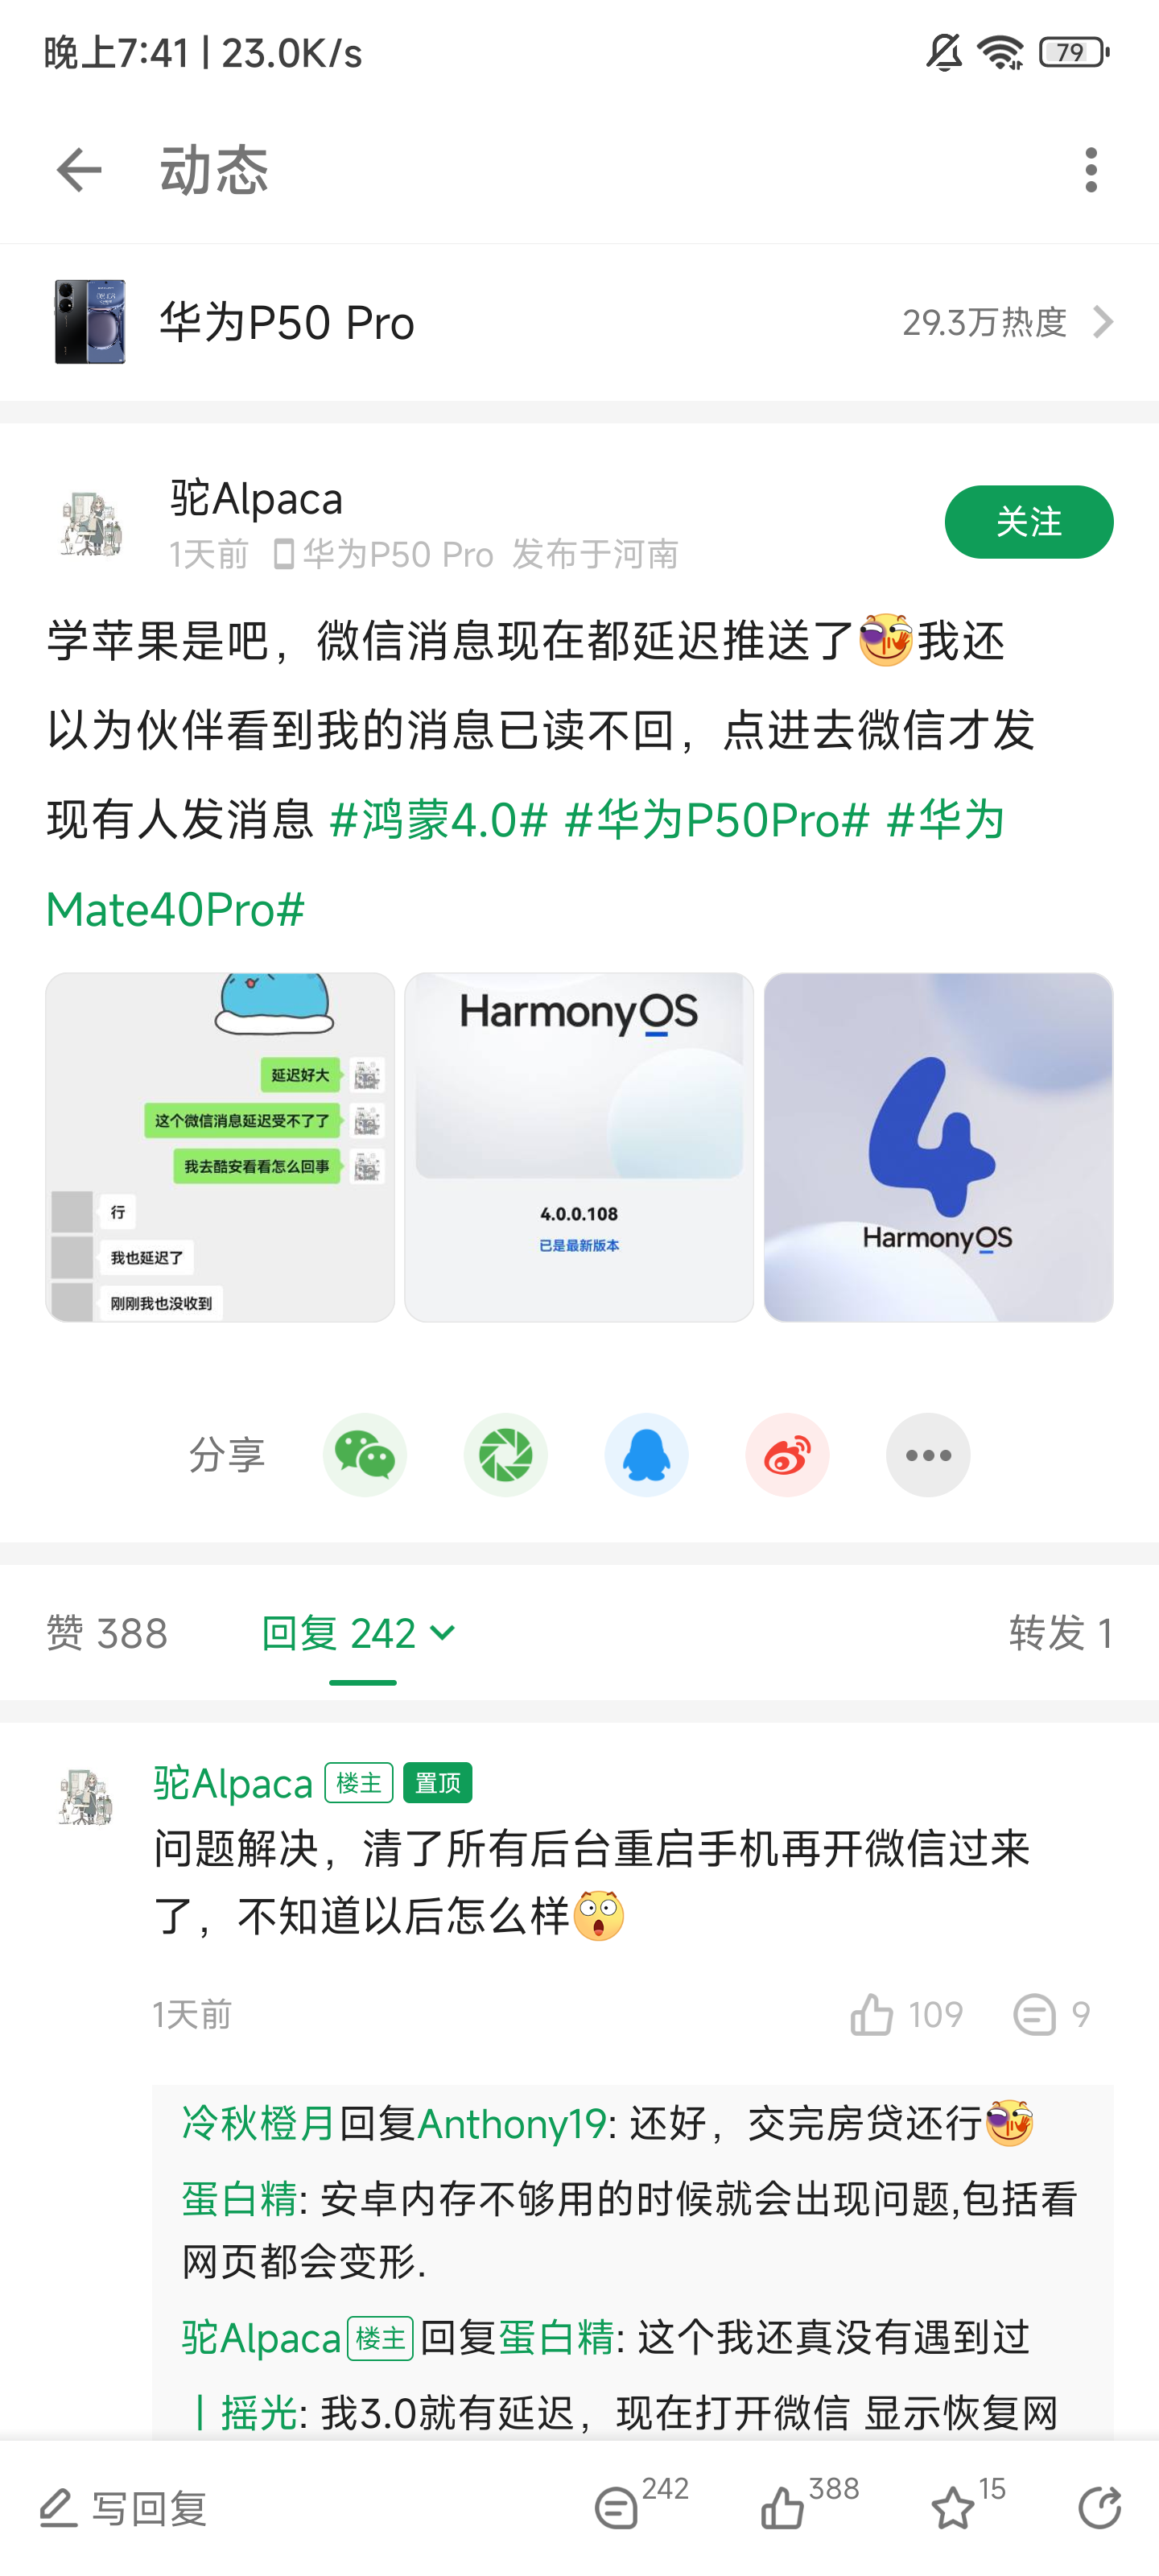 晚上7:41 | 23.0K/s
79
动态
华为P50 Pro
29.3万热度
驼Alpaca
1天前 华为P50 Pro 发布于河南
关注
学苹果是吧，微信消息现在都延迟推送了我还
以为伙伴看到我的消息已读不回，点进去微信才发
现有人发消息 #鸿蒙4.0# #华为P50Pro# #华为
Mate40Pro#
延迟好大
这个微信消息延迟受不了了
我去酷安看看怎么回事
行
我也延迟了
刚刚我也没收到
HarmonyOS
4.0.0.108
已是最新版本
4
HarmonyOS
分享
赞 388
回复 242
转发 1
驼Alpaca 楼主 置顶
问题解决，清了所有后台重启手机再开微信过来
了，不知道以后怎么样
1天前
109
9
冷秋橙月回复Anthony19: 还好，交完房贷还行
蛋白精: 安卓内存不够用的时候就会出现问题,包括看
网页都会变形.
驼Alpaca 楼主 回复蛋白精: 这个我还真没有遇到过
丨摇光: 我3.0就有延迟，现在打开微信 显示恢复网
写回复
242
388
15